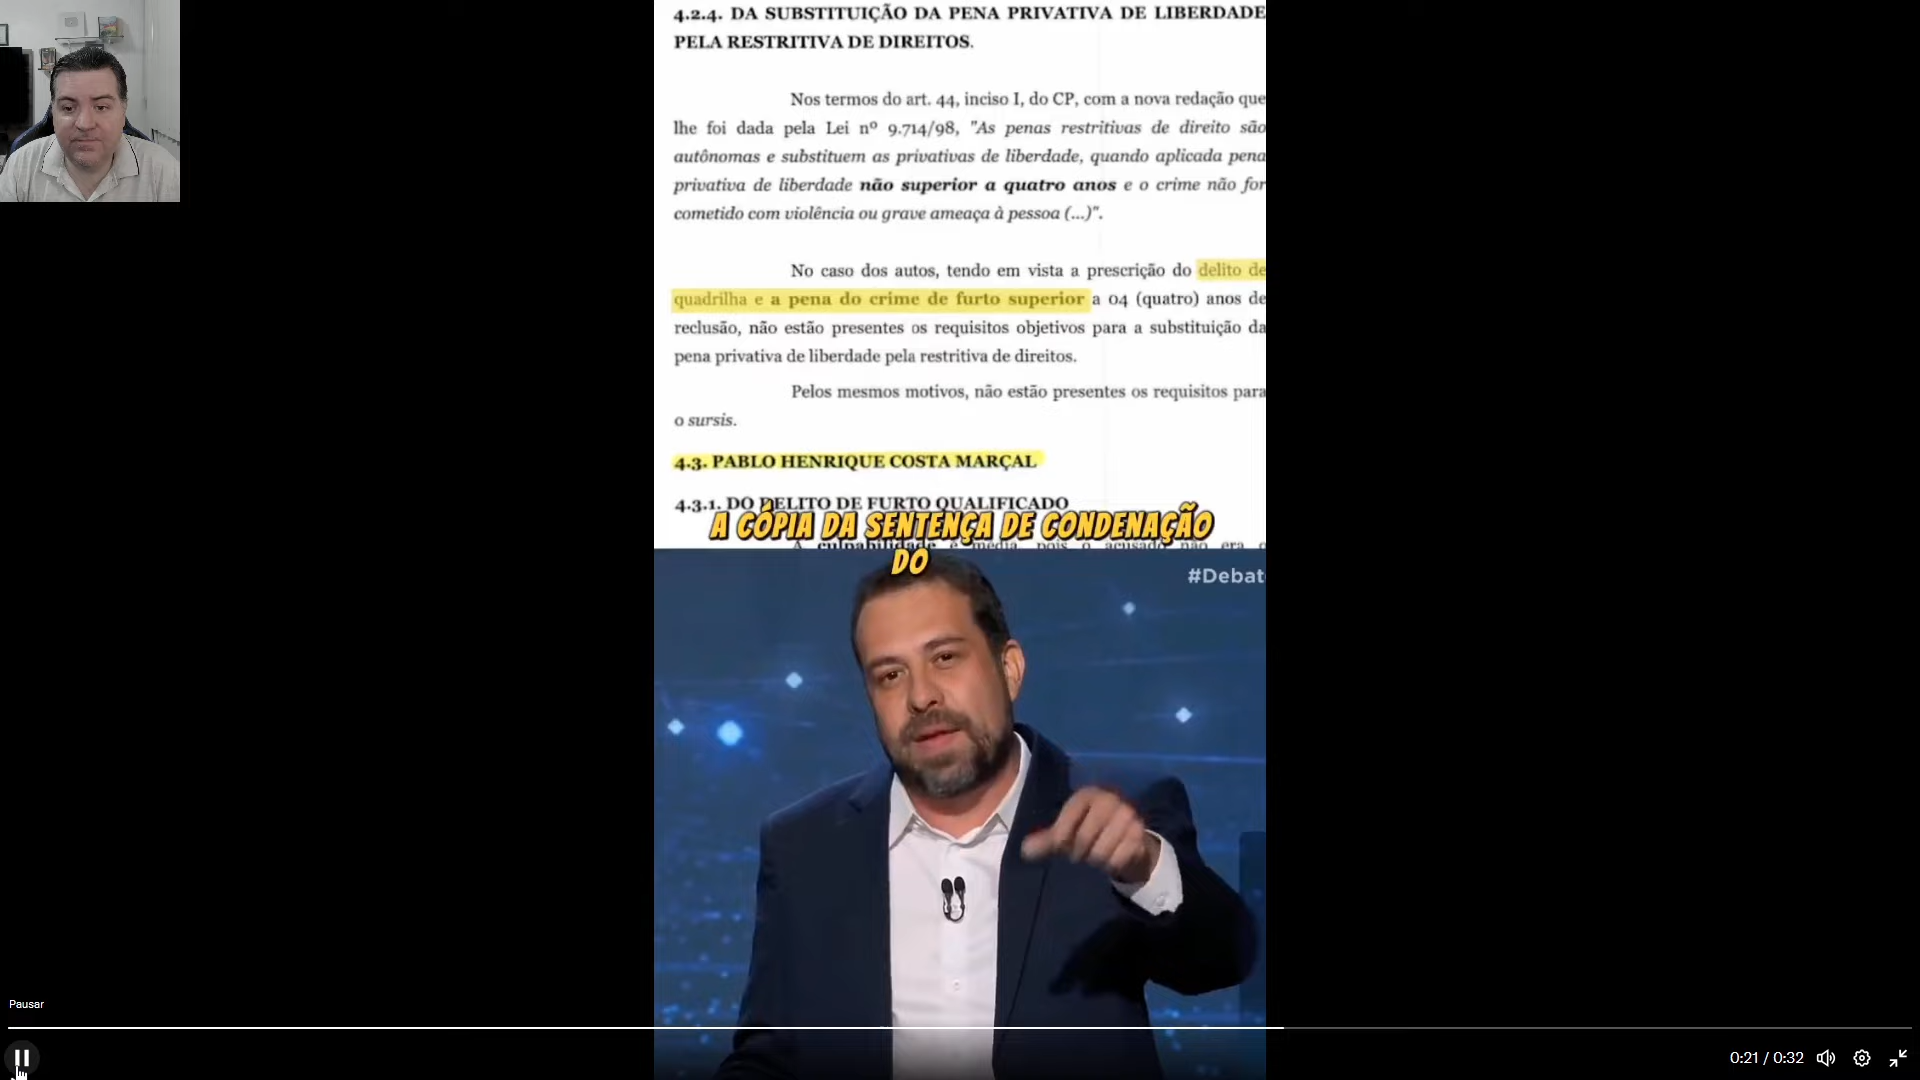 4.2.4. DA SUBSTITUIÇÃO DA PENA PRIVATIVA DE LIBERDADE
PELA RESTRITIVA DE DIREITOS.
Nos termos do art. 44, inciso I, do CP, com a nova redação que
lhe foi dada pela Lei nº 9.714/98, "As penas restritivas de direito são
autônomas e substituem as privativas de liberdade, quando aplicada pena
privativa de liberdade não superior a quatro anos e o crime não for
cometido com violência ou grave ameaça à pessoa (...)".
No caso dos autos, tendo em vista a prescrição do delito de
quadrilha e a pena do crime de furto superior a 04 (quatro) anos de
reclusão, não estão presentes os requisitos objetivos para a substituição da
pena privativa de liberdade pela restritiva de direitos.
Pelos mesmos motivos, não estão presentes os requisitos para
o sursis.
4.3. PABLO HENRIQUE COSTA MARÇAL
4.3.1. DO DELITO DE FURTO QUALIFICADO
A CÓPIA DA SENTENÇA DE CONDENAÇÃO
A culpabilidade é média, pois o acusado não era o
DO
#Debat
Pausar
0:21 / 0:32